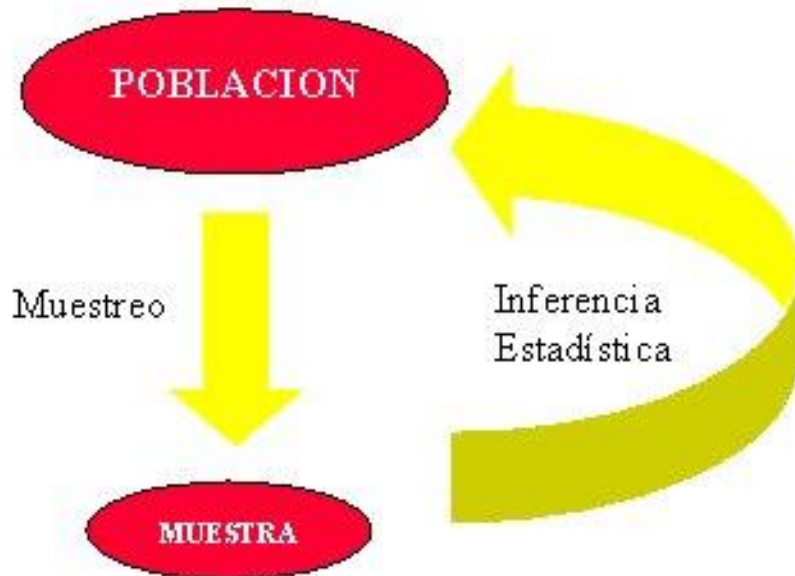 POBLACION
Muestreo
Inferencia
Estadística
MUESTRA